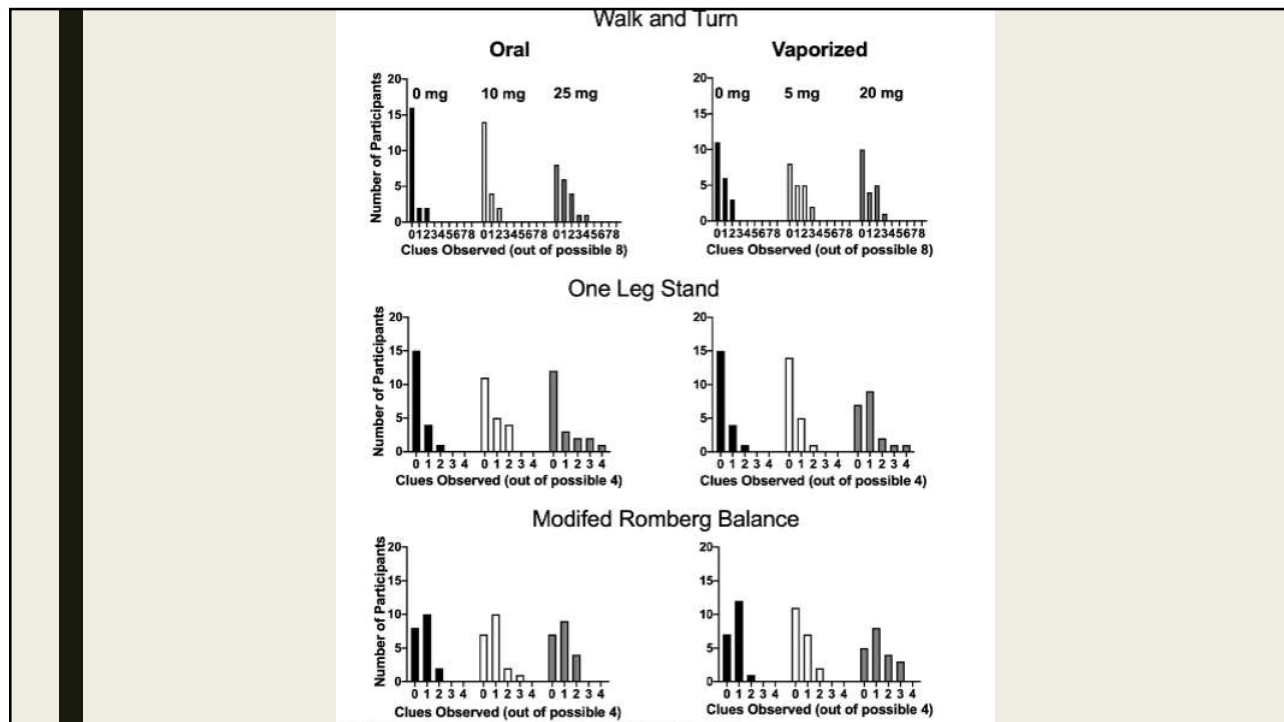 Walk and Turn
Oral
Vaporized
0 mg 10 mg 25 mg
0 mg 5 mg 20 mg
Number of Participants
20
15
10
5
0
20
15
10
5
0
012345678 012345678 012345678
012345678 012345678 012345678
Clues Observed (out of possible 8)
Clues Observed (out of possible 8)
One Leg Stand
Number of Participants
20
15
10
5
0
20
15
10
5
0
0 1 2 3 4 0 1 2 3 4 0 1 2 3 4
0 1 2 3 4 0 1 2 3 4 0 1 2 3 4
Clues Observed (out of possible 4)
Clues Observed (out of possible 4)
Modifed Romberg Balance
Number of Participants
20
15
10
5
0
20
15
10
5
0
0 1 2 3 4 0 1 2 3 4 0 1 2 3 4
0 1 2 3 4 0 1 2 3 4 0 1 2 3 4
Clues Observed (out of possible 4)
Clues Observed (out of possible 4)